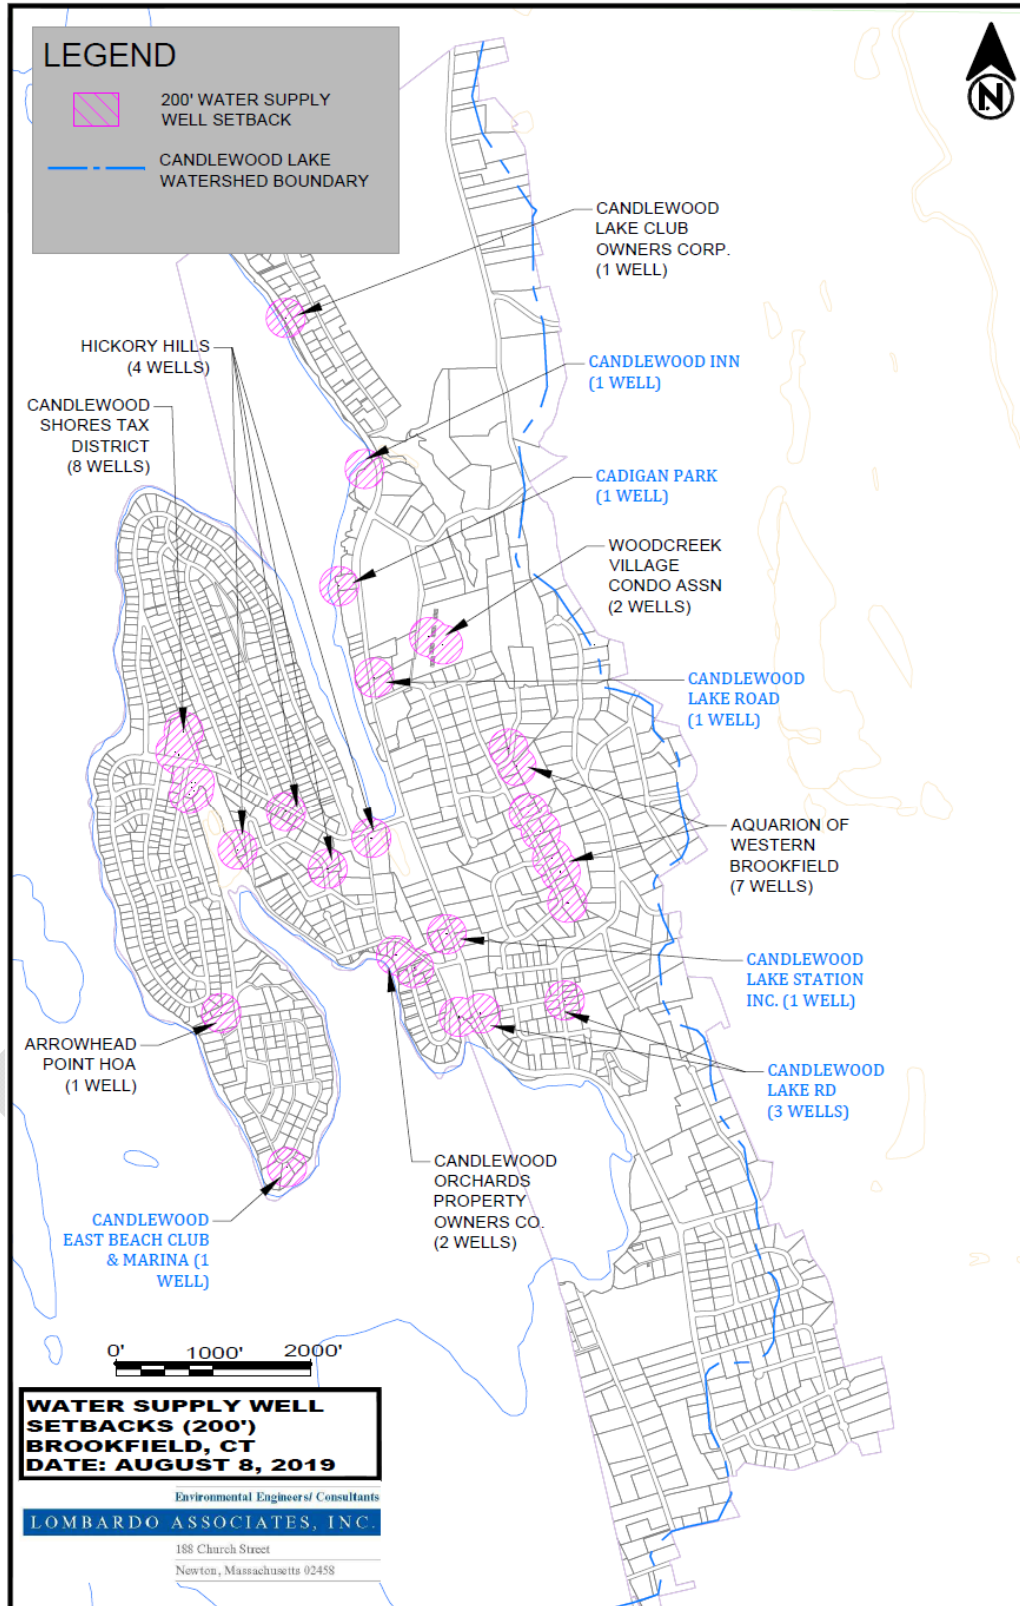 LEGEND
200' WATER SUPPLY
WELL SETBACK
CANDLEWOOD LAKE
WATERSHED BOUNDARY
N
CANDLEWOOD
LAKE CLUB
OWNERS CORP.
(1 WELL)
HICKORY HILLS
(4 WELLS)
CANDLEWOOD INN
(1 WELL)
CANDLEWOOD
SHORES TAX
DISTRICT
(8 WELLS)
CADIGAN PARK
(1 WELL)
WOODCREEK
VILLAGE
CONDO ASSN
(2 WELLS)
CANDLEWOOD
LAKE ROAD
(1 WELL)
AQUARION OF
WESTERN
BROOKFIELD
(7 WELLS)
CANDLEWOOD
LAKE STATION
INC. (1 WELL)
ARROWHEAD
POINT HOA
(1 WELL)
CANDLEWOOD
LAKE RD
(3 WELLS)
CANDLEWOOD
ORCHARDS
PROPERTY
OWNERS CO.
(2 WELLS)
CANDLEWOOD
EAST BEACH CLUB
& MARINA (1
WELL)
0' 1000' 2000'
WATER SUPPLY WELL
SETBACKS (200')
BROOKFIELD, CT
DATE: AUGUST 8, 2019
Environmental Engineers/ Consultants
LOMBARDO ASSOCIATES, INC.
188 Church Street
Newton, Massachusetts 02458